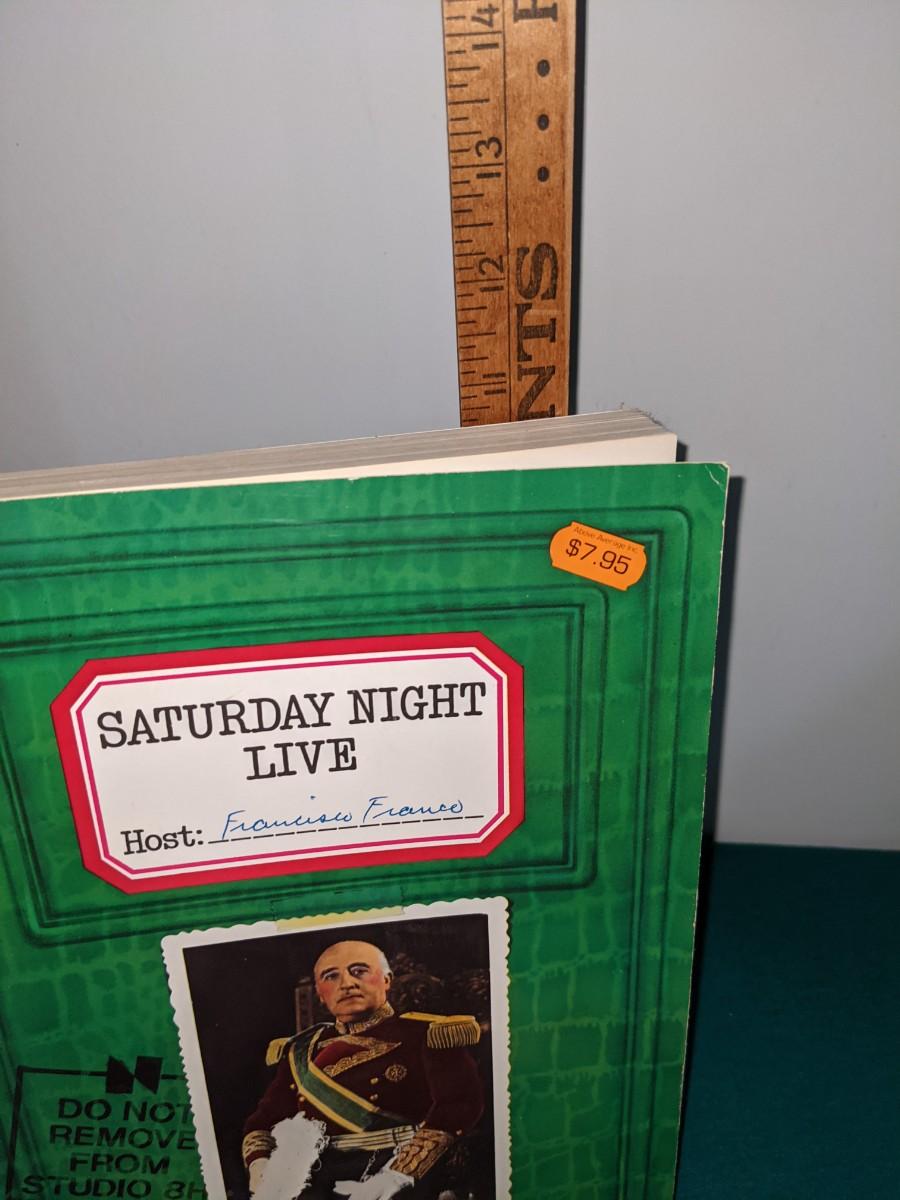 14
13
12
11
NTS
Above Average Inc.
$7.95
SATURDAY NIGHT
LIVE
Host: Francisco Franco
N
DO NOT
REMOVE
FROM
STUDIO 8H